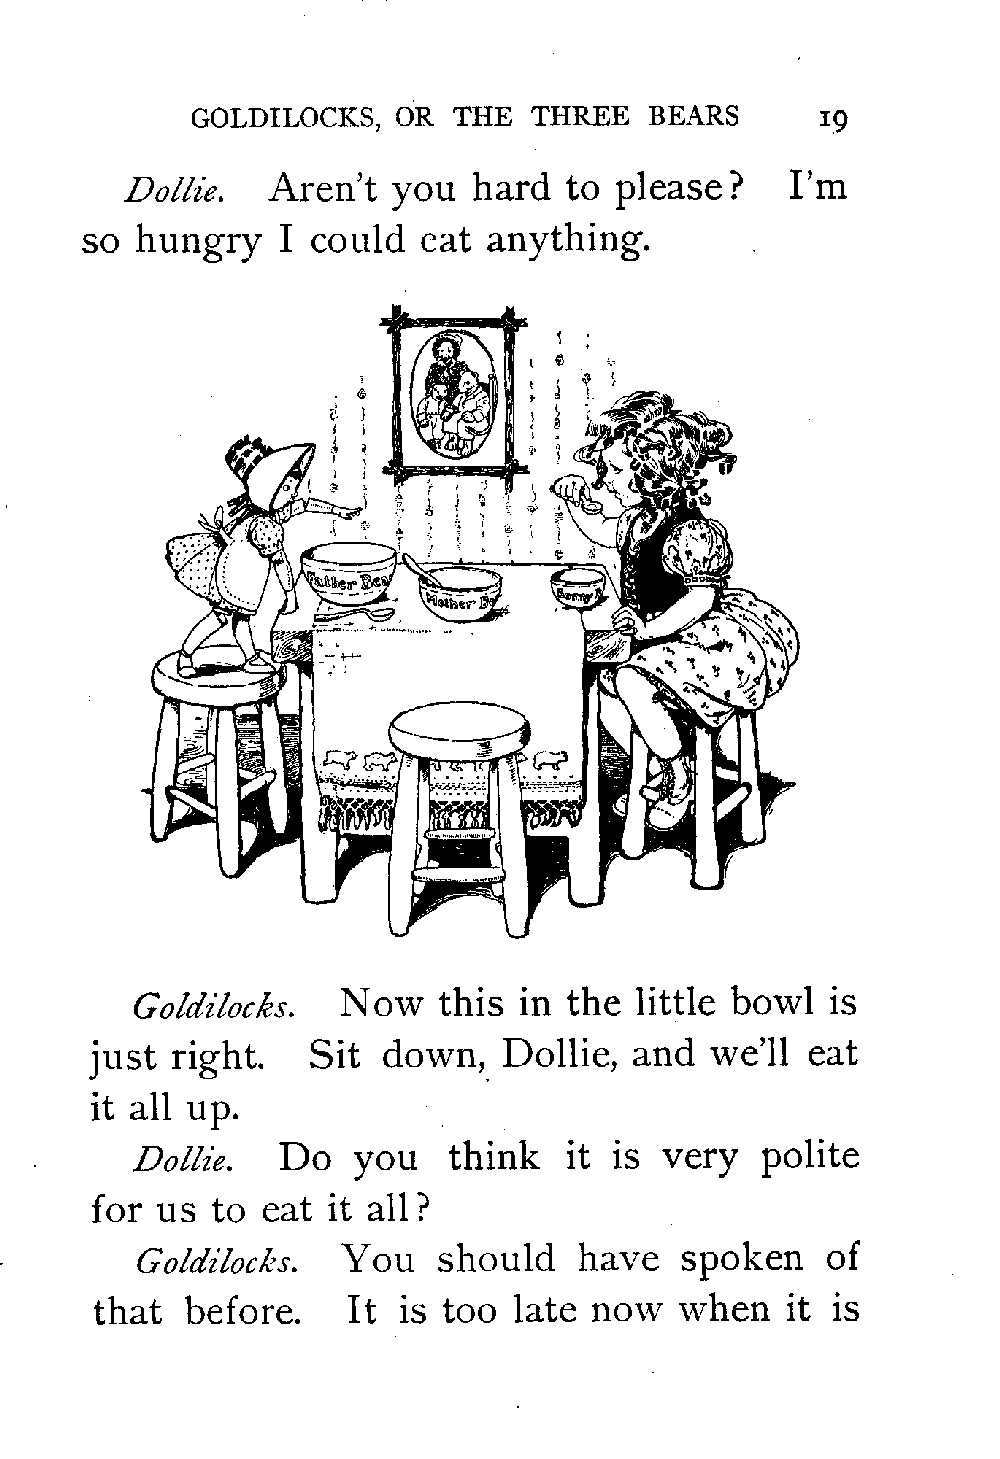 GOLDILOCKS, OR THE THREE BEARS 19
Dollie. Aren't you hard to please? I'm
so hungry I could eat anything.
Father Bea
Mother B
Goldilocks. Now this in the little bowl is
just right. Sit down, Dollie, and we'll eat
it all up.
Dollie. Do you think it is very polite
for us to eat it all?
Goldilocks. You should have spoken of
that before. It is too late now when it is